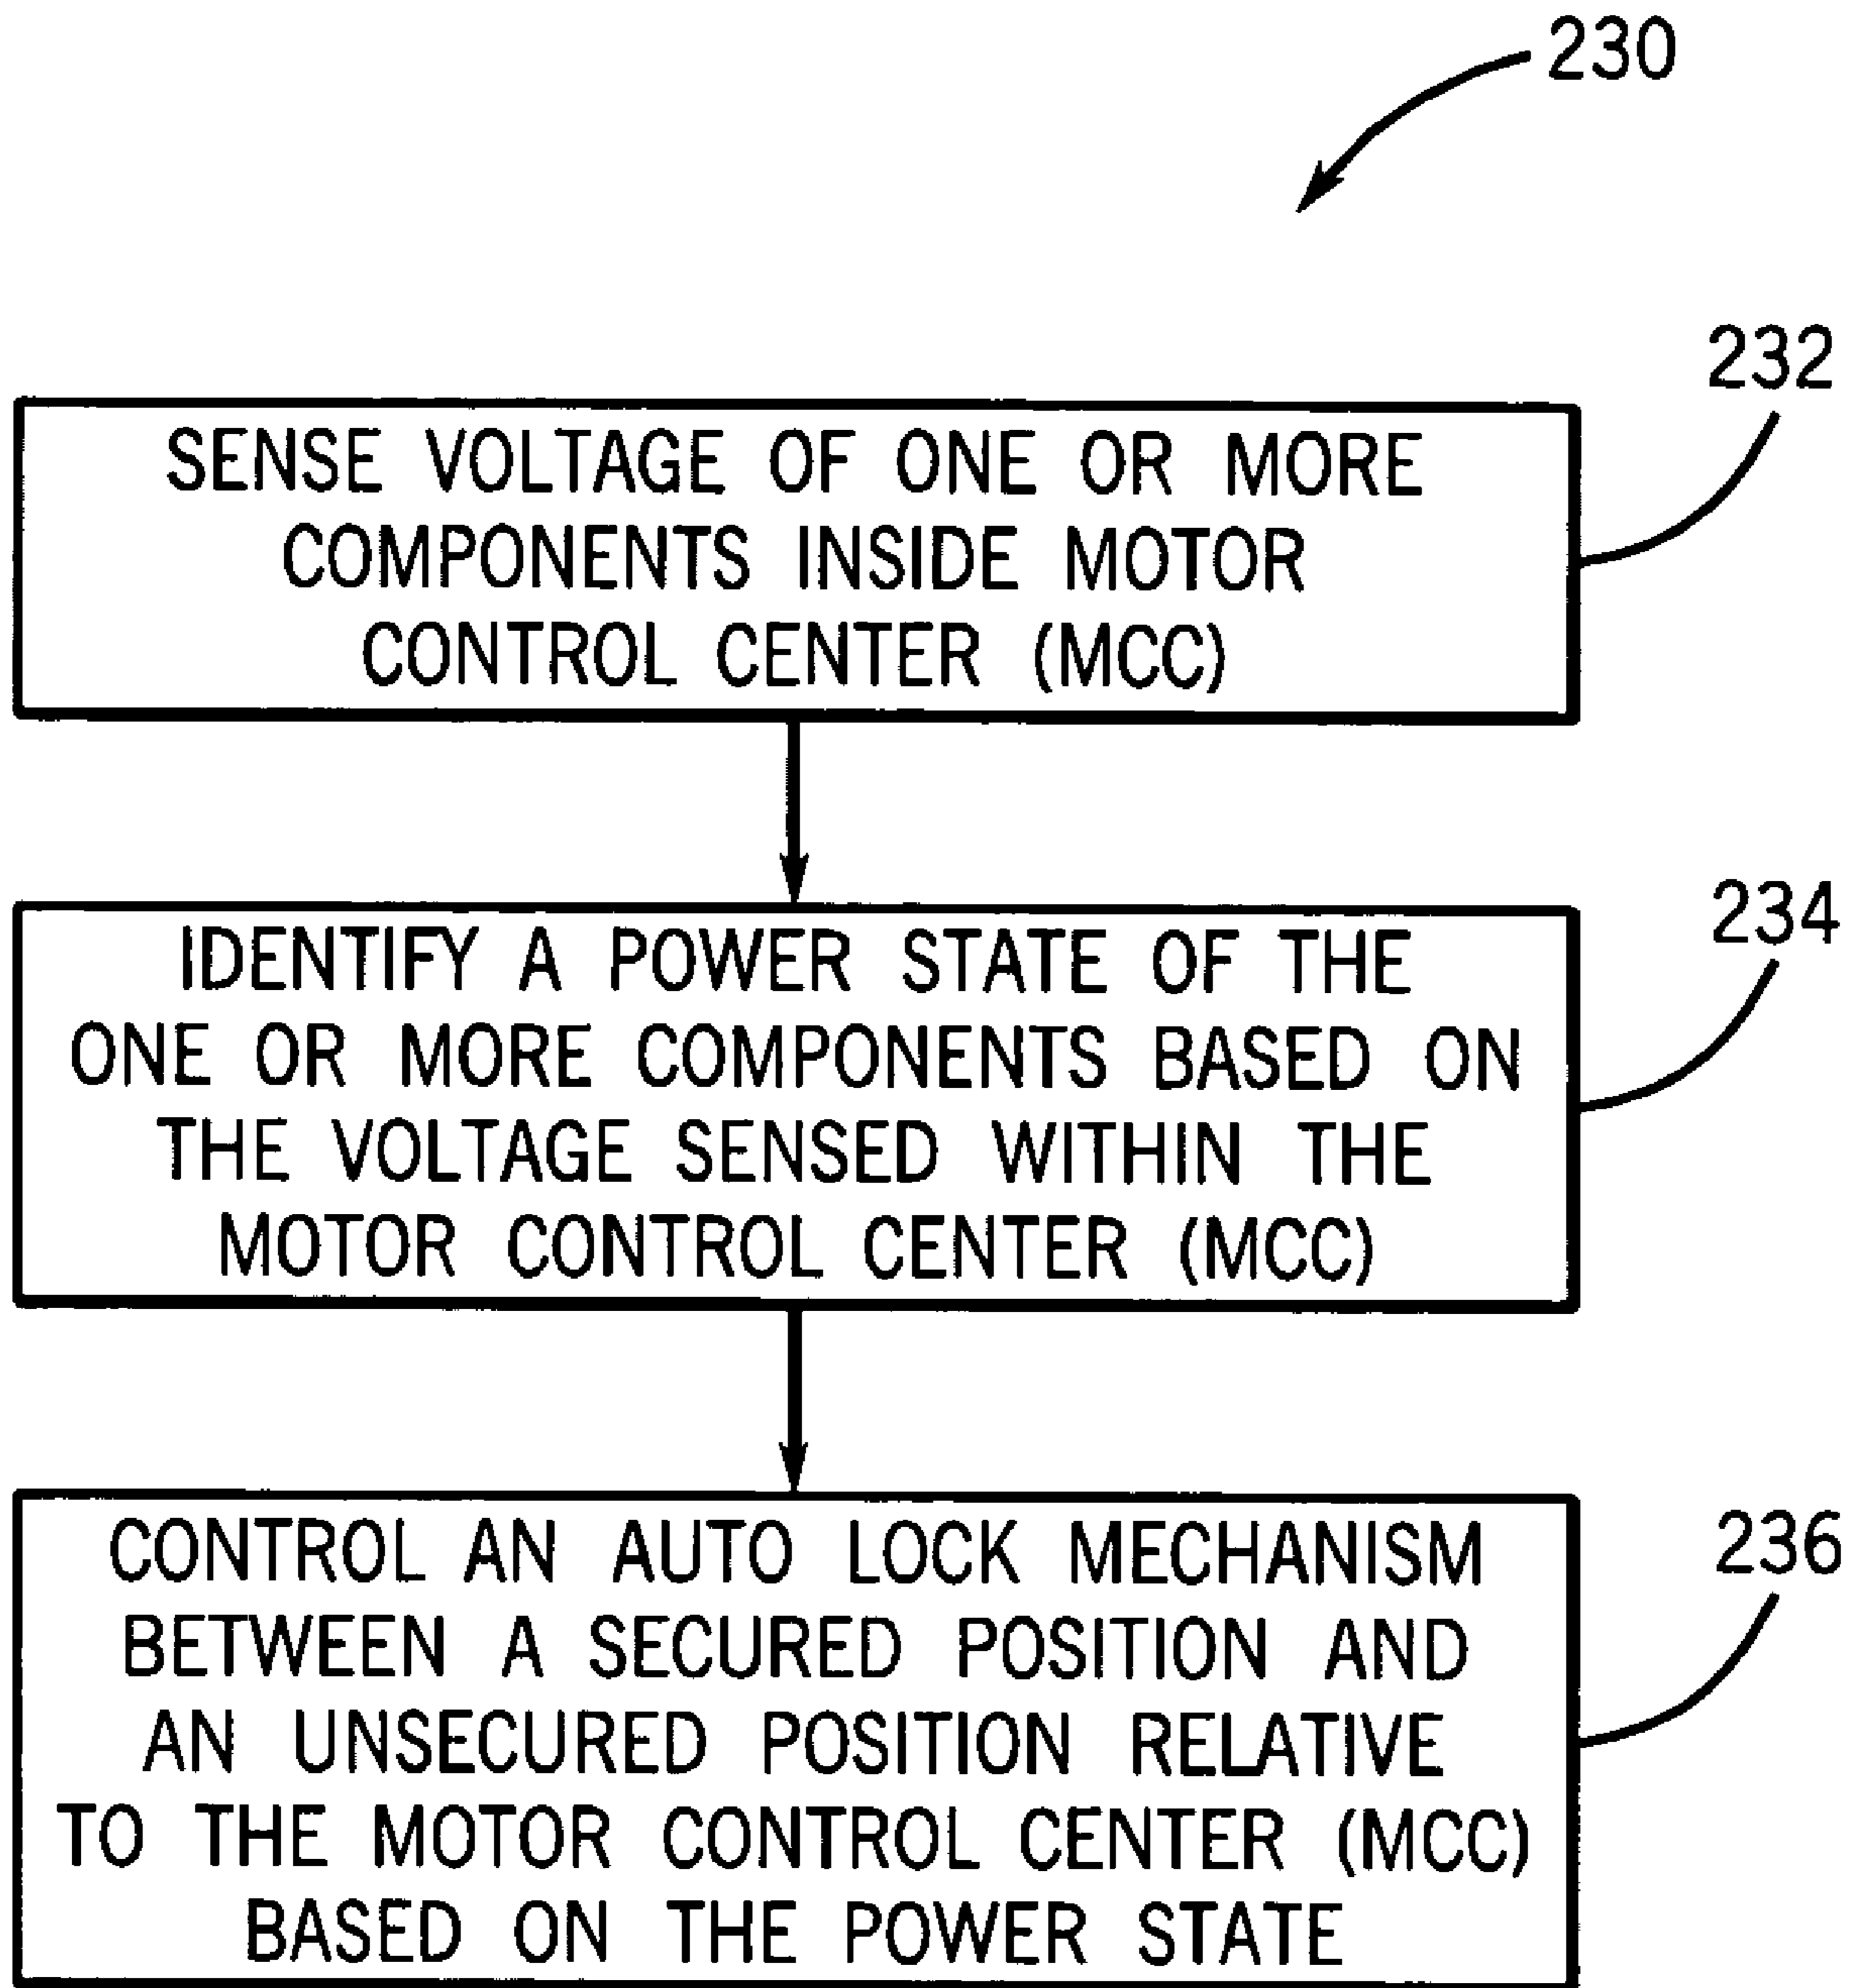 230
232
SENSE VOLTAGE OF ONE OR MORE
COMPONENTS INSIDE MOTOR
CONTROL CENTER (MCC)
234
IDENTIFY A POWER STATE OF THE
ONE OR MORE COMPONENTS BASED ON
THE VOLTAGE SENSED WITHIN THE
MOTOR CONTROL CENTER (MCC)
236
CONTROL AN AUTO LOCK MECHANISM
BETWEEN A SECURED POSITION AND
AN UNSECURED POSITION RELATIVE
TO THE MOTOR CONTROL CENTER (MCC)
BASED ON THE POWER STATE